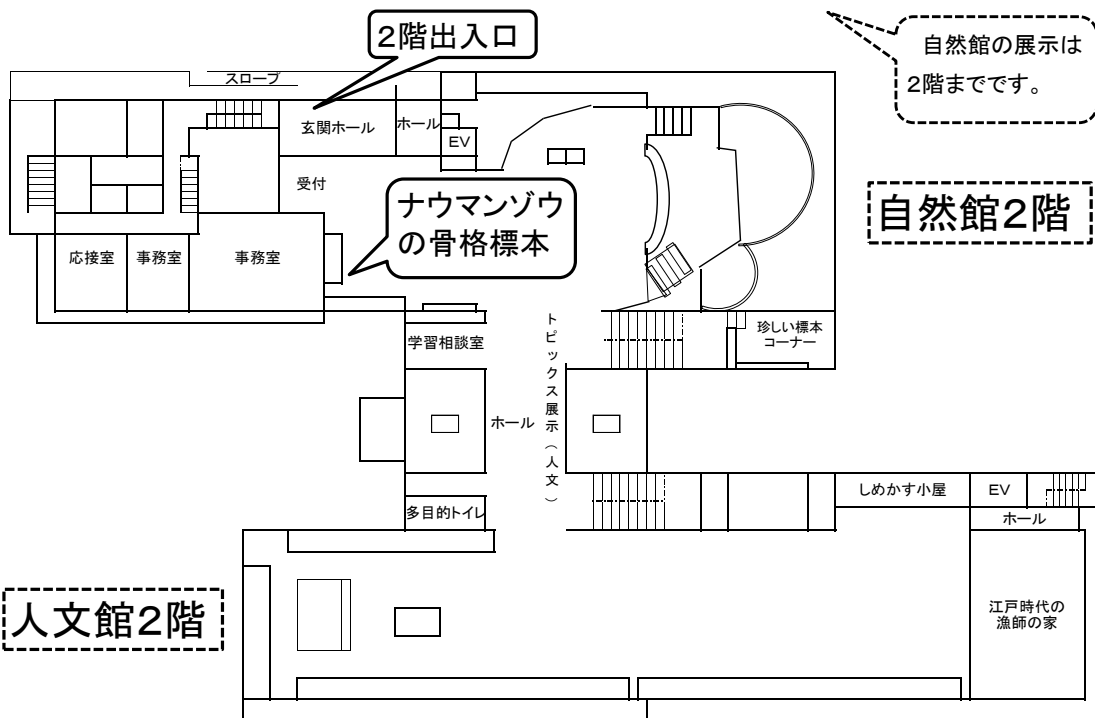 2階出入口
自然館の展示は
2階までです。
スロープ
玄関ホール
ホール
EV
受付
ナウマンゾウ
の骨格標本
自然館2階
応接室
事務室
事務室
トピックス展示(人文)
珍しい標本
コーナー
学習相談室
ホール
しめかす小屋
EV
多目的トイレ
ホール
人文館2階
江戸時代の
漁師の家